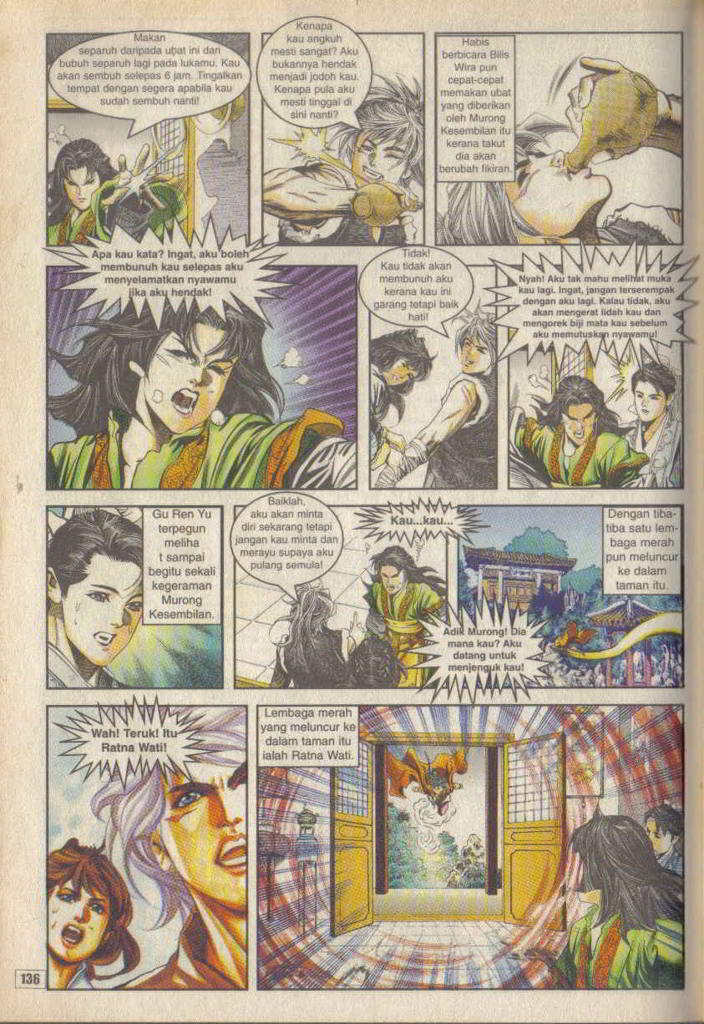 Makan
separuh daripada ubat ini dan
bubuh separuh lagi pada lukamu. Kau
akan sembuh selepas 6 jam. Tingalkan
tempat dengan segera apabila kau
sudah sembuh nanti!
Kenapa
kau angkuh
mesti sangat? Aku
bukannya hendak
menjadi jodoh kau.
Kenapa pula aku
mesti tinggal di
sini nanti?
Habis
berbicara Bilis
Wira pun
cepat-cepat
memakan ubat
yang diberikan
oleh Murong
Kesembilan itu
kerana takut
dia akan
berubah fikiran.
Apa kau kata? Ingat, aku boleh
membunuh kau selepas aku
menyelamatkan nyawamu
jika aku hendak!
Tidak!
Kau tidak akan
membunuh aku
kerana kau ini
garang tetapi baik
hati!
Nyah! Aku tak mahu melihat muka
kau lagi. Ingat, jangan terserempak
dengan aku lagi. Kalau tidak, aku
akan mengerat lidah kau dan
mengorek biji mata kau sebelum
aku memutuskan nyawamu!
Gu Ren Yu
terpegun
meliha
t sampai
begitu sekali
kegeraman
Murong
Kesembilan.
Baiklah,
aku akan minta
diri sekarang tetapi
jangan kau minta dan
merayu supaya aku
pulang semula!
Kau...kau...
Adik Murong! Dia
mana kau? Aku
datang untuk
menjenguk kau!
Dengan tiba-
tiba satu lem-
baga merah
pun meluncur
ke dalam
taman itu.
Wah! Teruk! Itu
Ratna Wati!
Lembaga merah
yang meluncur ke
dalam taman itu
ialah Ratna Wati.
136